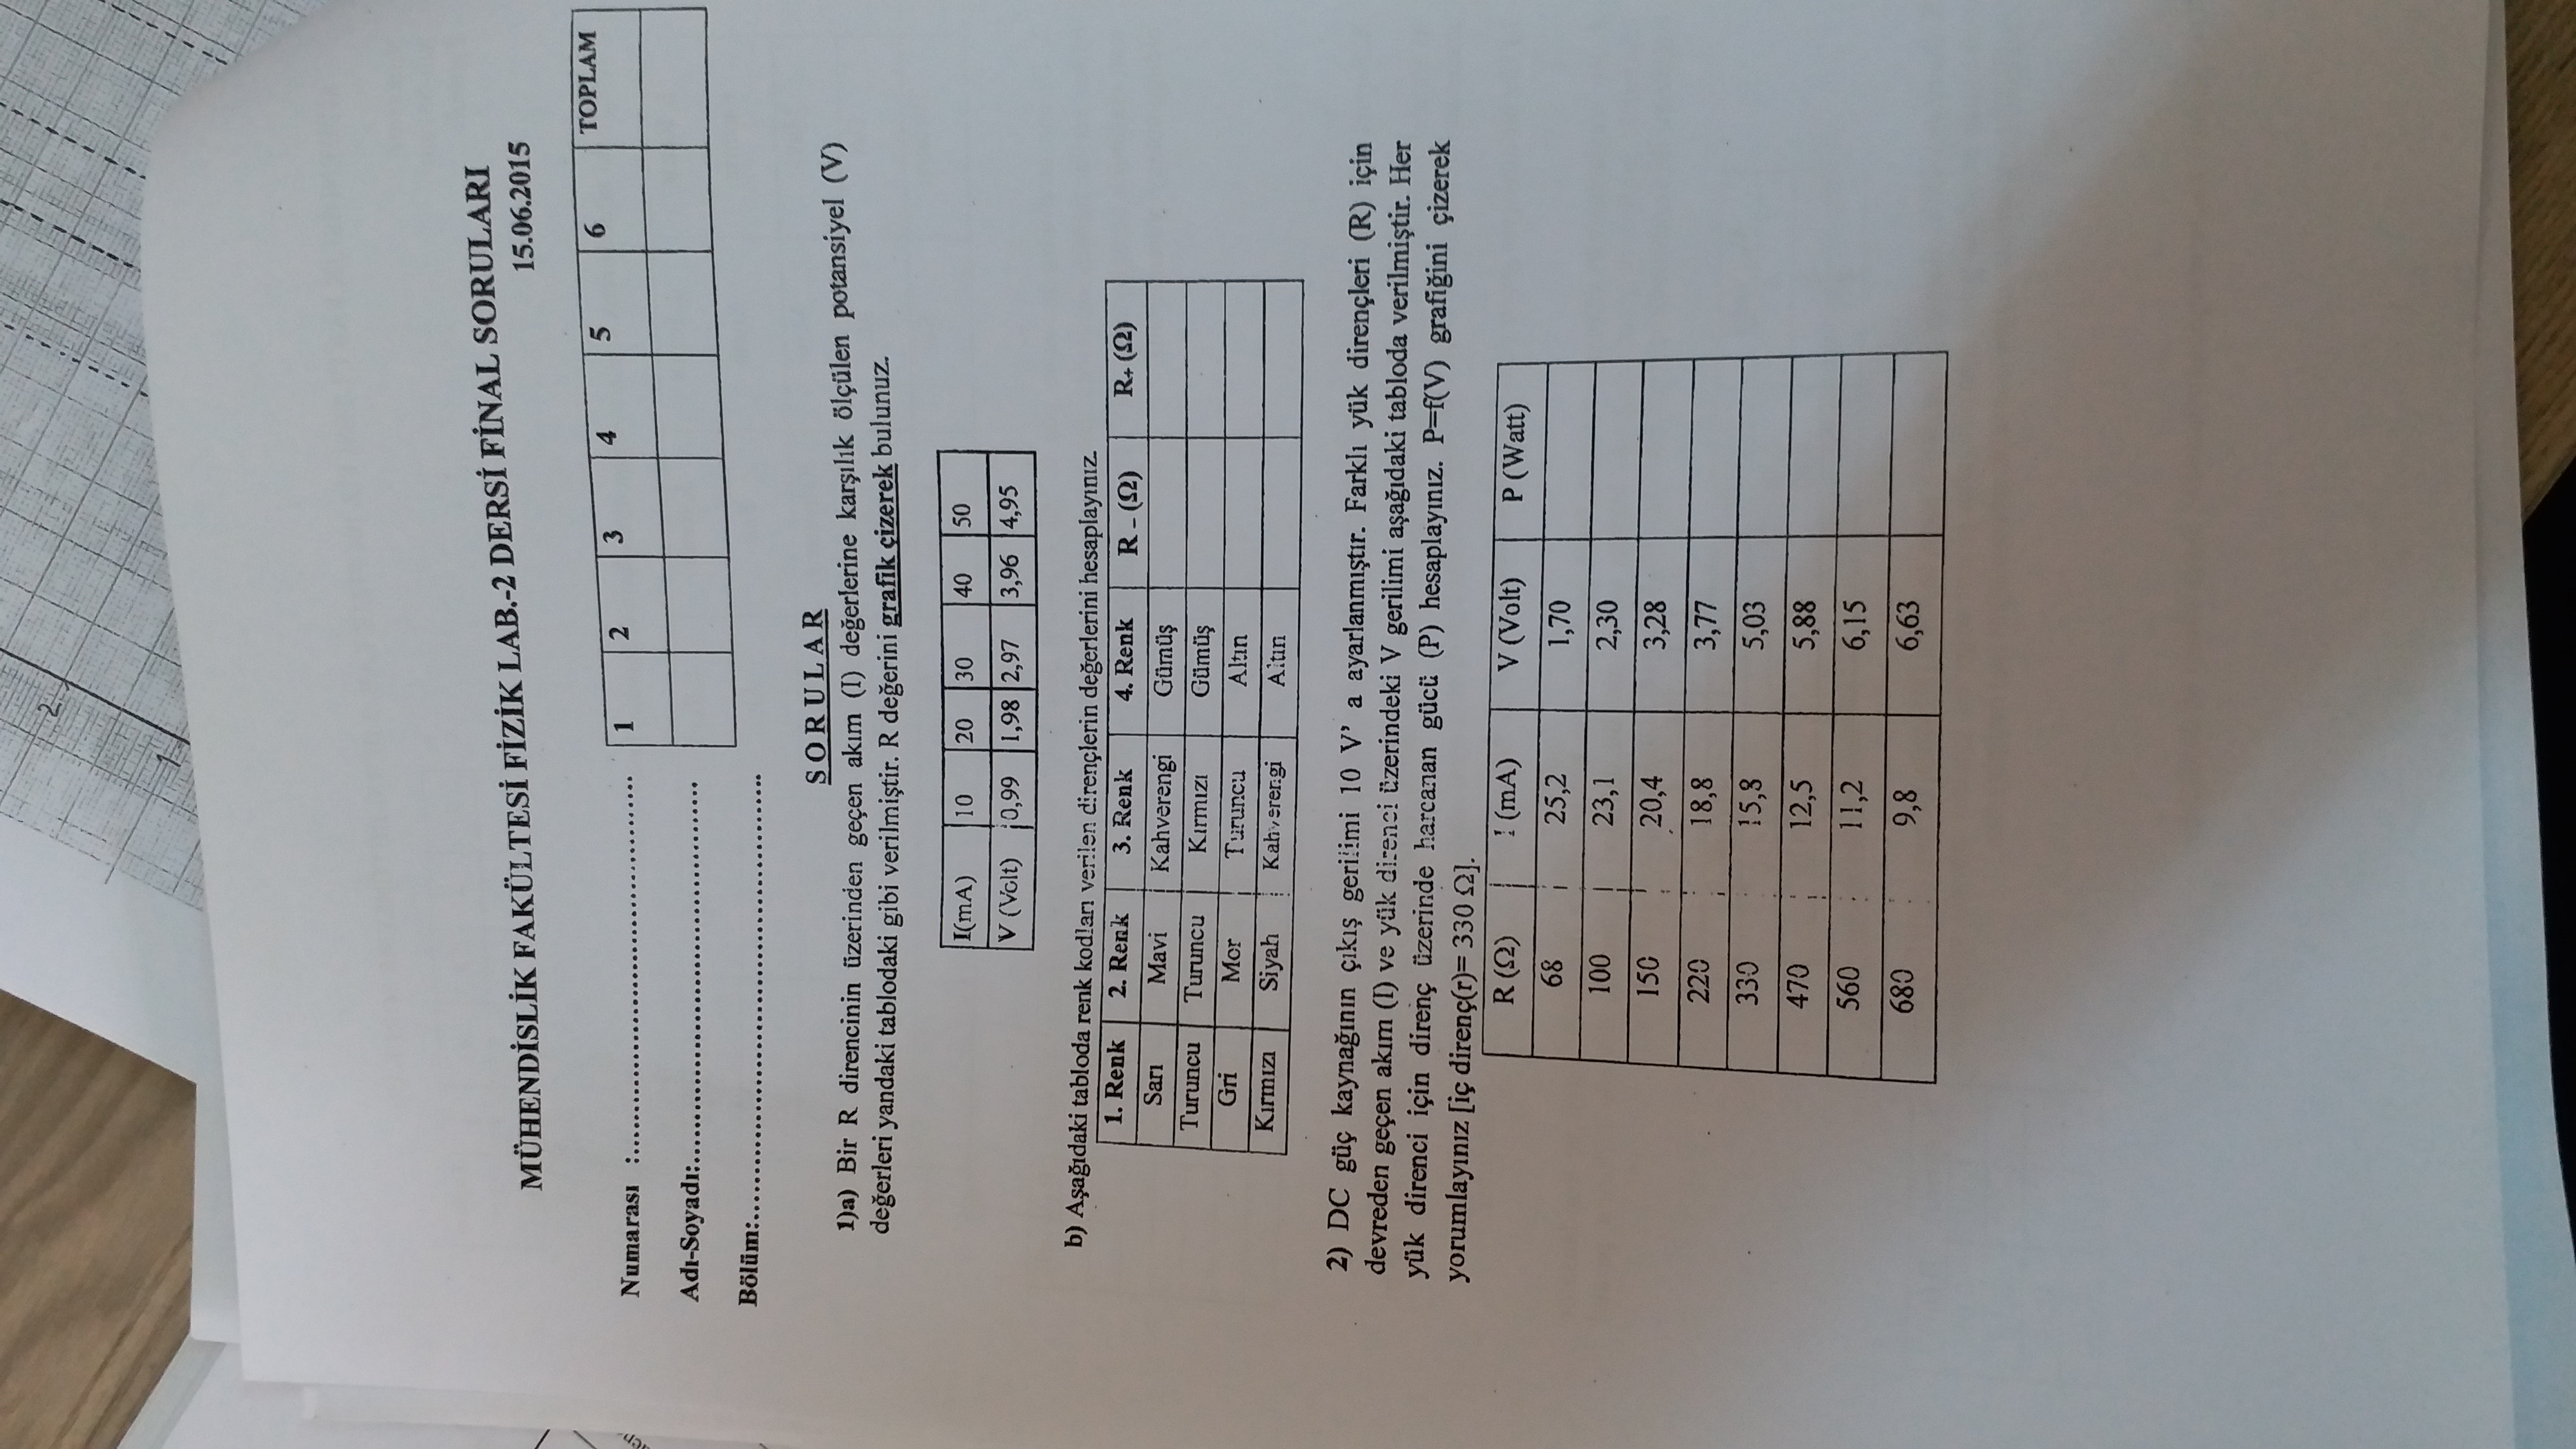 2
1
MÜHENDİSLİK FAKÜLTESİ FİZİK LAB.-2 DERSİ FİNAL SORULARI
15.06.2015
Numarası :.............................................
1 2 3 4 5 6 TOPLAM
Adı-Soyadı:.............................................
Bölüm:.....................................................
SORULAR
1)a) Bir R direncinin üzerinden geçen akım (I) değerlerine karşılık ölçülen potansiyel (V)
değerleri yandaki tablodaki gibi verilmiştir. R değerini grafik çizerek bulunuz.
I(mA) 10 20 30 40 50
V (Volt) 0,99 1,98 2,97 3,96 4,95
b) Aşağıdaki tabloda renk kodları verilen dirençlerin değerlerini hesaplayınız.
1. Renk 2. Renk 3. Renk 4. Renk R - (Ω) R+ (Ω)
Sarı Mavi Kahverengi Gümüş
Turuncu Turuncu Kırmızı Gümüş
Gri Mor Turuncu Altın
Kırmızı Siyah Kahverengi Altın
2) DC güç kaynağının çıkış gerilimi 10 V' a ayarlanmıştır. Farklı yük dirençleri (R) için
devreden geçen akım (I) ve yük direnci üzerindeki V gerilimi aşağıdaki tabloda verilmiştir. Her
yük direnci için direnç üzerinde harcanan gücü (P) hesaplayınız. P=f(V) grafiğini çizerek
yorumlayınız [iç direnç(r)= 330 Ω].
R (Ω) I (mA) V (Volt) P (Watt)
68 25,2 1,70
100 23,1 2,30
150 20,4 3,28
220 18,8 3,77
330 15,8 5,03
470 12,5 5,88
560 11,2 6,15
680 9,8 6,63